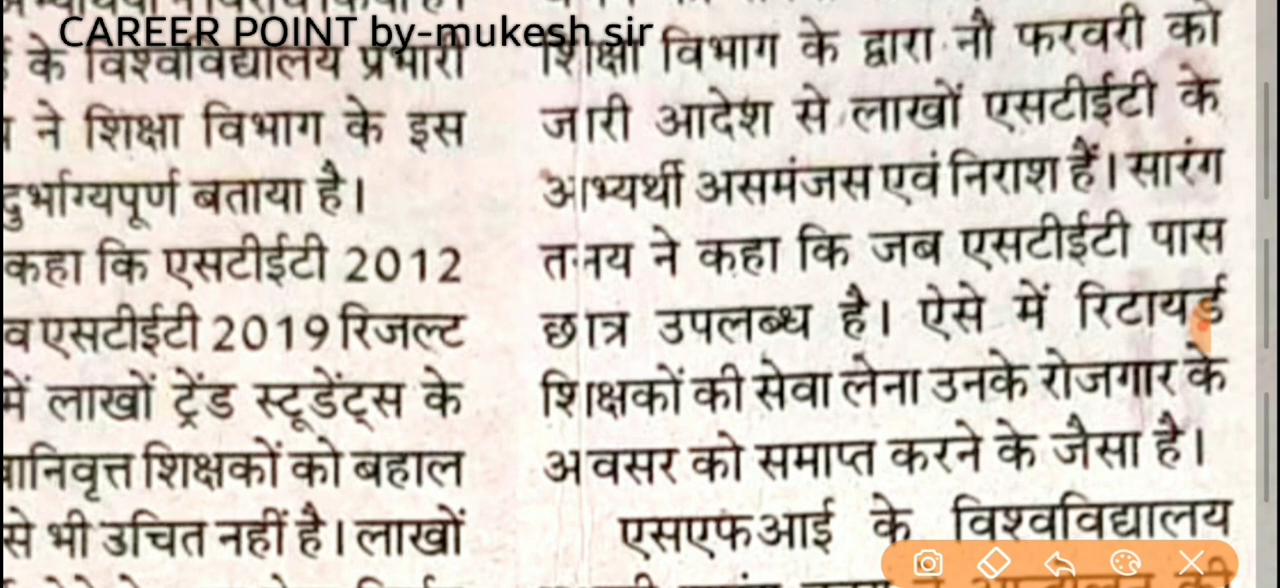 CAREER POINT by-mukesh sir
के विश्वविद्यालय प्रभारी
ने शिक्षा विभाग के इस
दुर्भाग्यपूर्ण बताया है।
कहा कि एसटीईटी 2012
व एसटीईटी 2019 रिजल्ट
में लाखों ट्रेंड स्टूडेंट्स के
शिक्षकों को बहाल
से भी उचित नहीं है। लाखों
शिक्षा विभाग के द्वारा नौ फरवरी को
जारी आदेश से लाखों एसटीईटी के
अभ्यर्थी असमंजस एवं निराश हैं। सारंग
तनय ने कहा कि जब एसटीईटी पास
छात्र उपलब्ध है। ऐसे में रिटायर्ड
शिक्षकों की सेवा लेना उनके रोजगार के
अवसर को समाप्त करने के जैसा है।
एसएफआई के विश्वविद्यालय